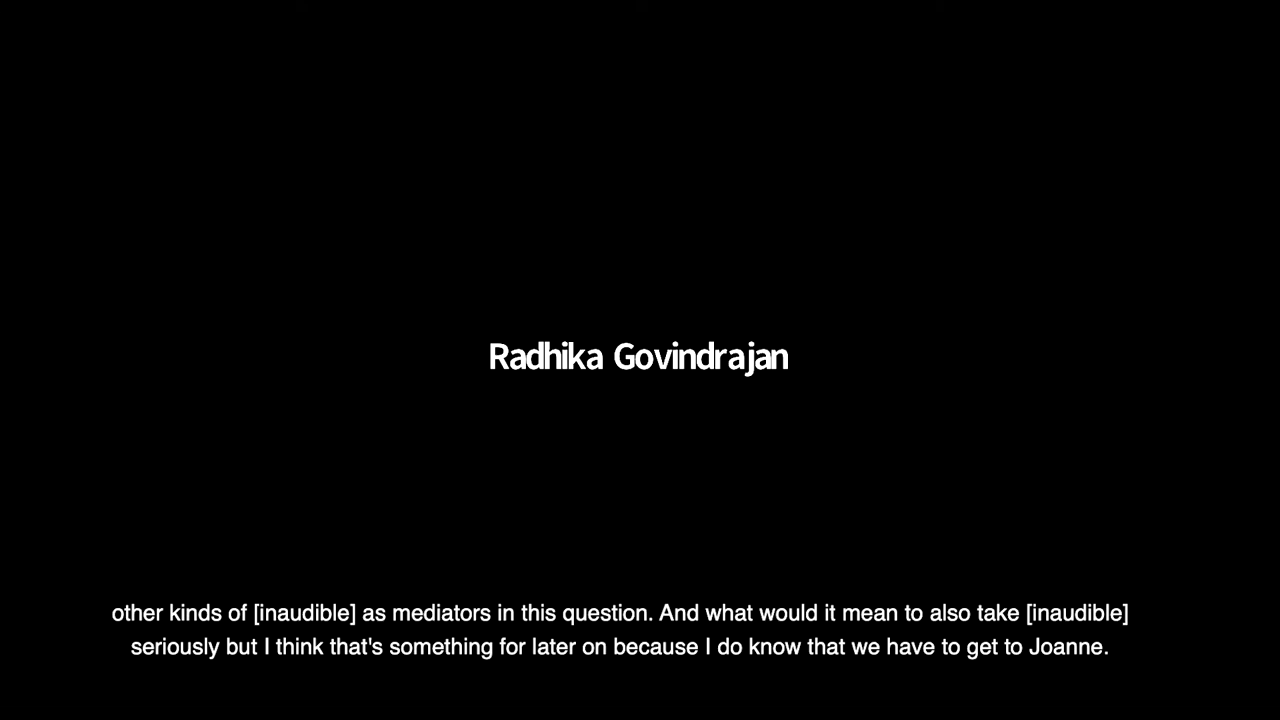 Radhika Govindrajan
other kinds of [inaudible] as mediators in this question. And what would it mean to also take [inaudible]
seriously but I think that's something for later on because I do know that we have to get to Joanne.